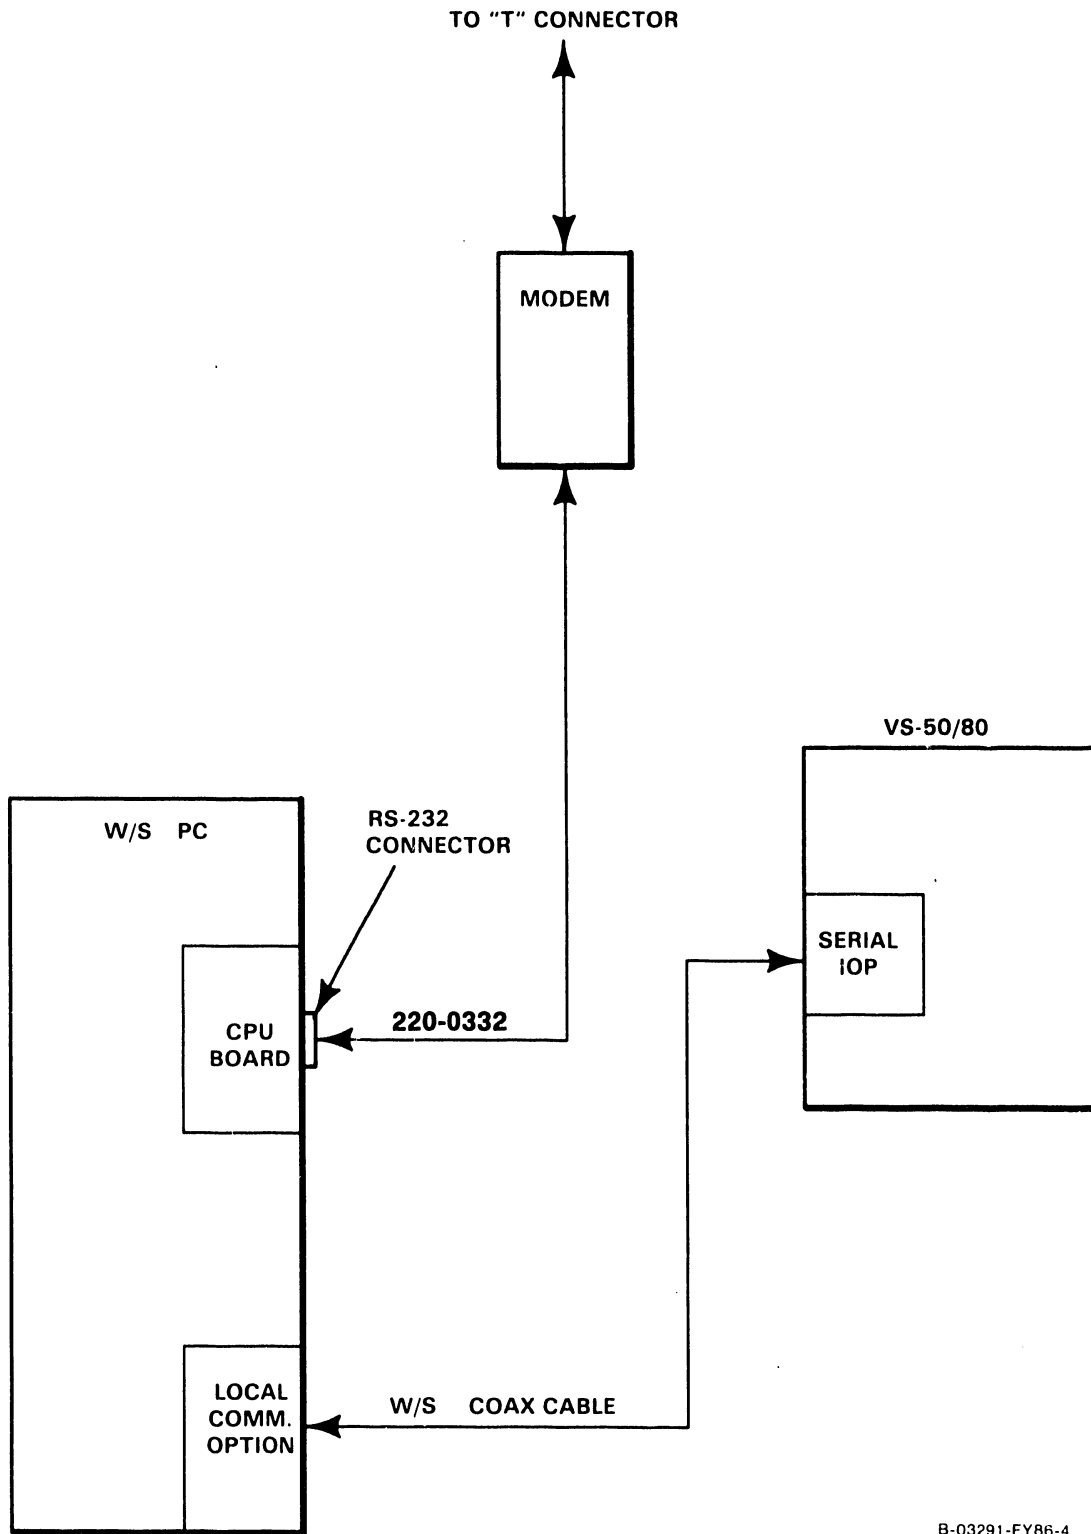 TO "T" CONNECTOR
MODEM
VS-50/80
W/S PC
RS-232
CONNECTOR
SERIAL
IOP
CPU
BOARD
220-0332
LOCAL
COMM.
OPTION
W/S COAX CABLE
B-03291-FY86-4